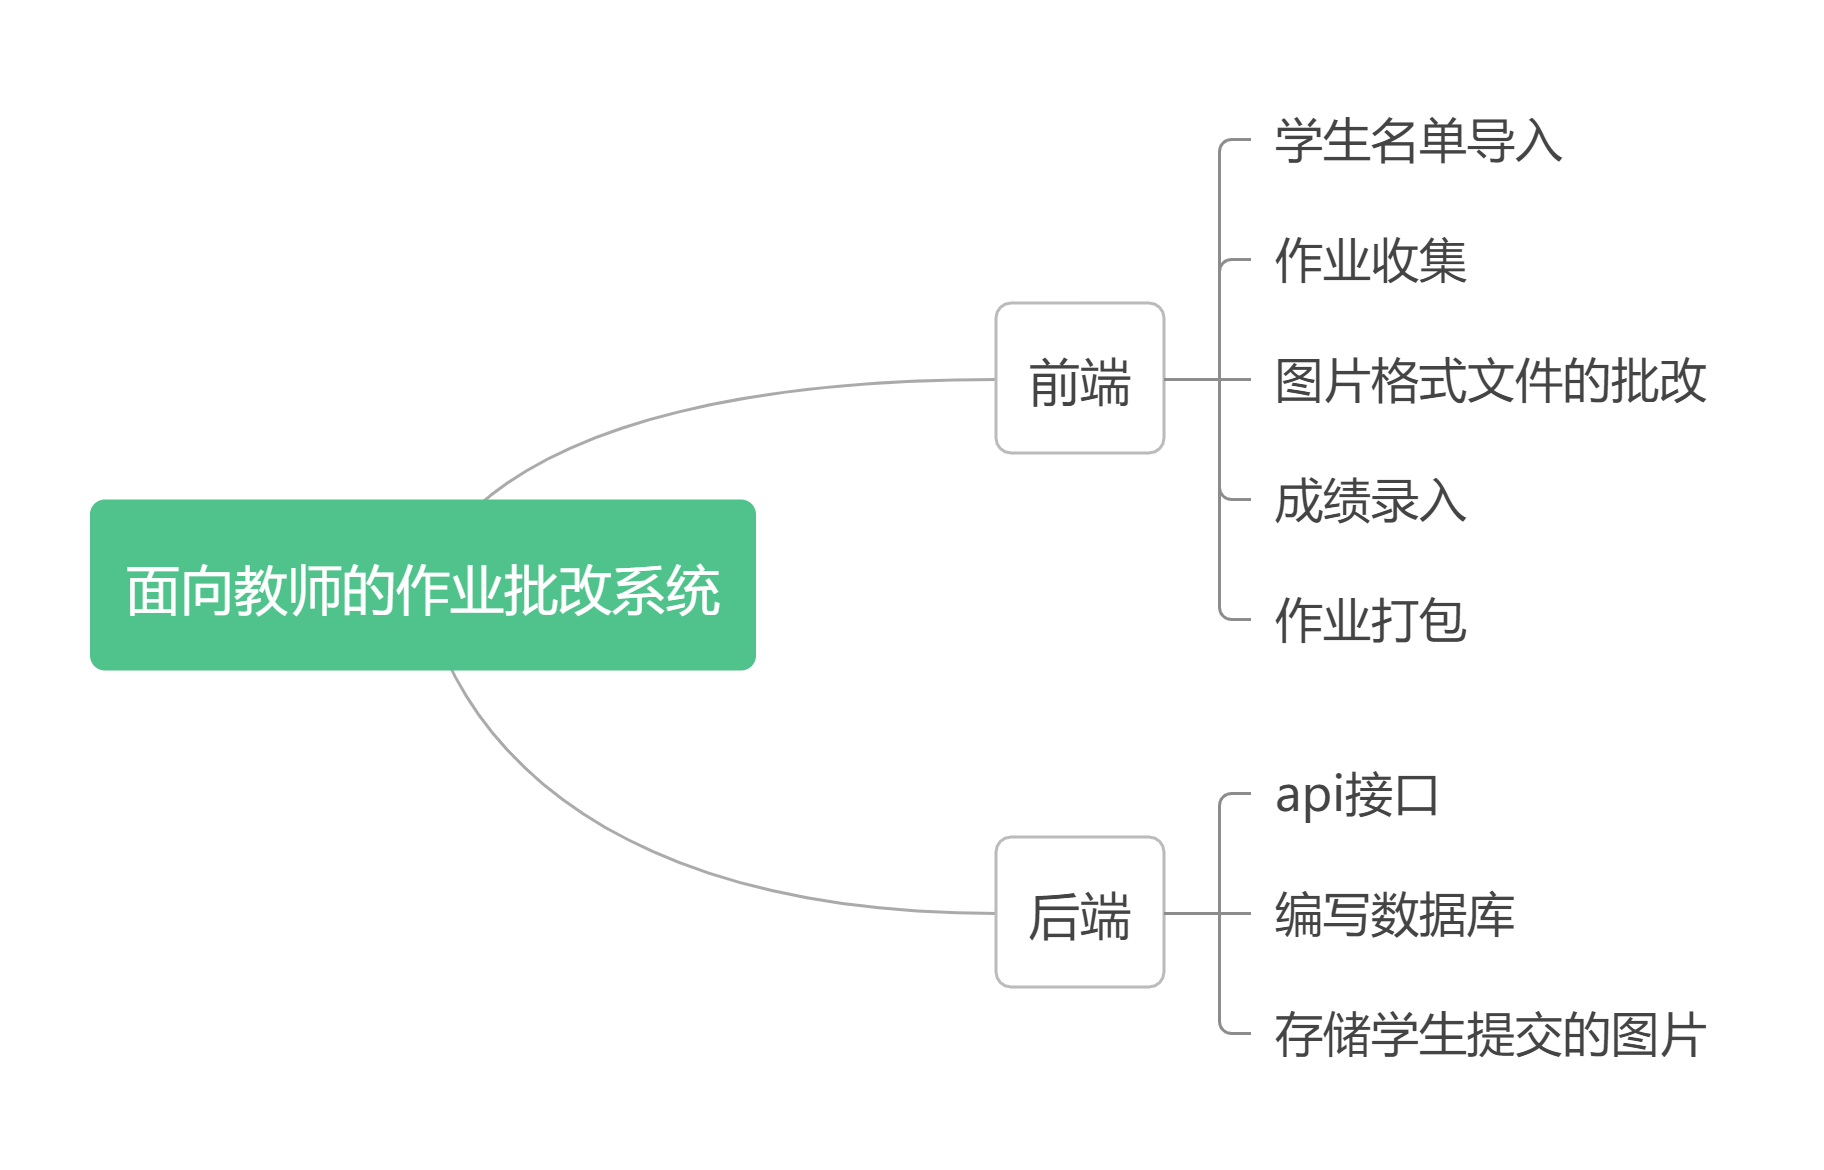 面向教师的作业批改系统
前端
学生名单导入
作业收集
图片格式文件的批改
成绩录入
作业打包
后端
api接口
编写数据库
存储学生提交的图片